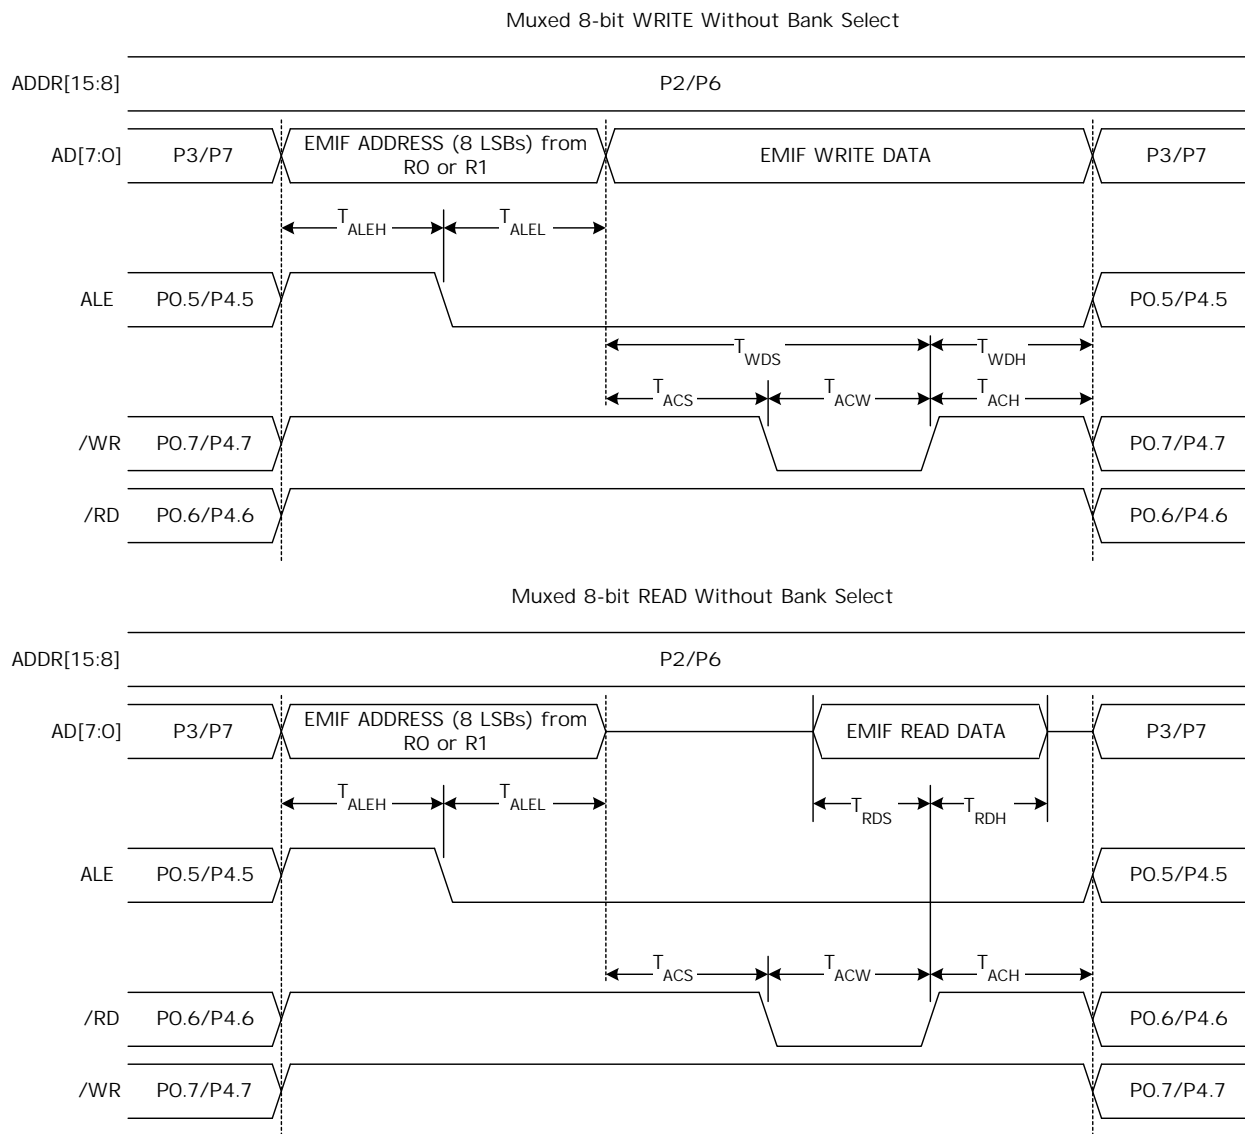 Muxed 8-bit WRITE Without Bank Select
ADDR[15:8] P2/P6
AD[7:0] P3/P7 EMIF ADDRESS (8 LSBs) from R0 or R1 EMIF WRITE DATA P3/P7
TALEH TALEL
ALE P0.5/P4.5 P0.5/P4.5
TWDS TWDH
TACS TACW TACH
/WR P0.7/P4.7 P0.7/P4.7
/RD P0.6/P4.6 P0.6/P4.6
Muxed 8-bit READ Without Bank Select
ADDR[15:8] P2/P6
AD[7:0] P3/P7 EMIF ADDRESS (8 LSBs) from R0 or R1 EMIF READ DATA P3/P7
TALEH TALEL TRDS TRDH
ALE P0.5/P4.5 P0.5/P4.5
TACS TACW TACH
/RD P0.6/P4.6 P0.6/P4.6
/WR P0.7/P4.7 P0.7/P4.7